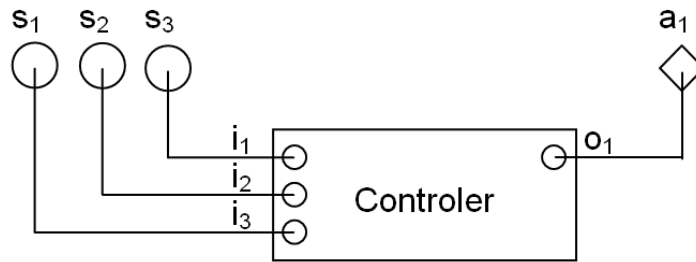 s₁ s₂ s₃ a₁
i₁ o₁
i₂
Controler
i₃